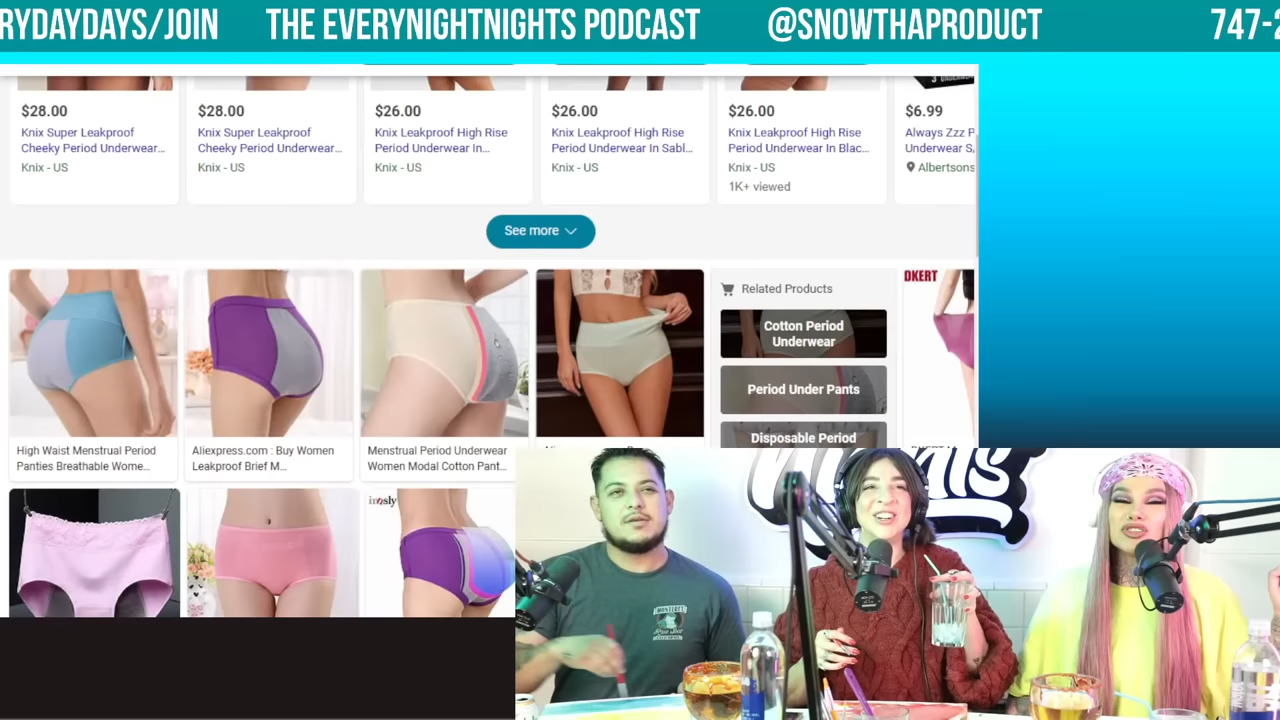 RYDAYDAYS/JOIN THE EVERYNIGHTNIGHTS PODCAST @SNOWTHAPRODUCT 747-2
$28.00
Knix Super Leakproof
Cheeky Period Underwear...
Knix - US
$28.00
Knix Super Leakproof
Cheeky Period Underwear...
Knix - US
$26.00
Knix Leakproof High Rise
Period Underwear In...
Knix - US
$26.00
Knix Leakproof High Rise
Period Underwear In Sabl...
Knix - US
$26.00
Knix Leakproof High Rise
Period Underwear In Blac...
Knix - US
1K+ viewed
$6.99
Always Zzz P
Underwear S,
Albertsons
See more
High Waist Menstrual Period
Panties Breathable Wome...
Aliexpress.com : Buy Women
Leakproof Brief M...
Menstrual Period Underwear
Women Modal Cotton Pant...
Related Products
Cotton Period
Underwear
Period Under Pants
Disposable Period
DKERT